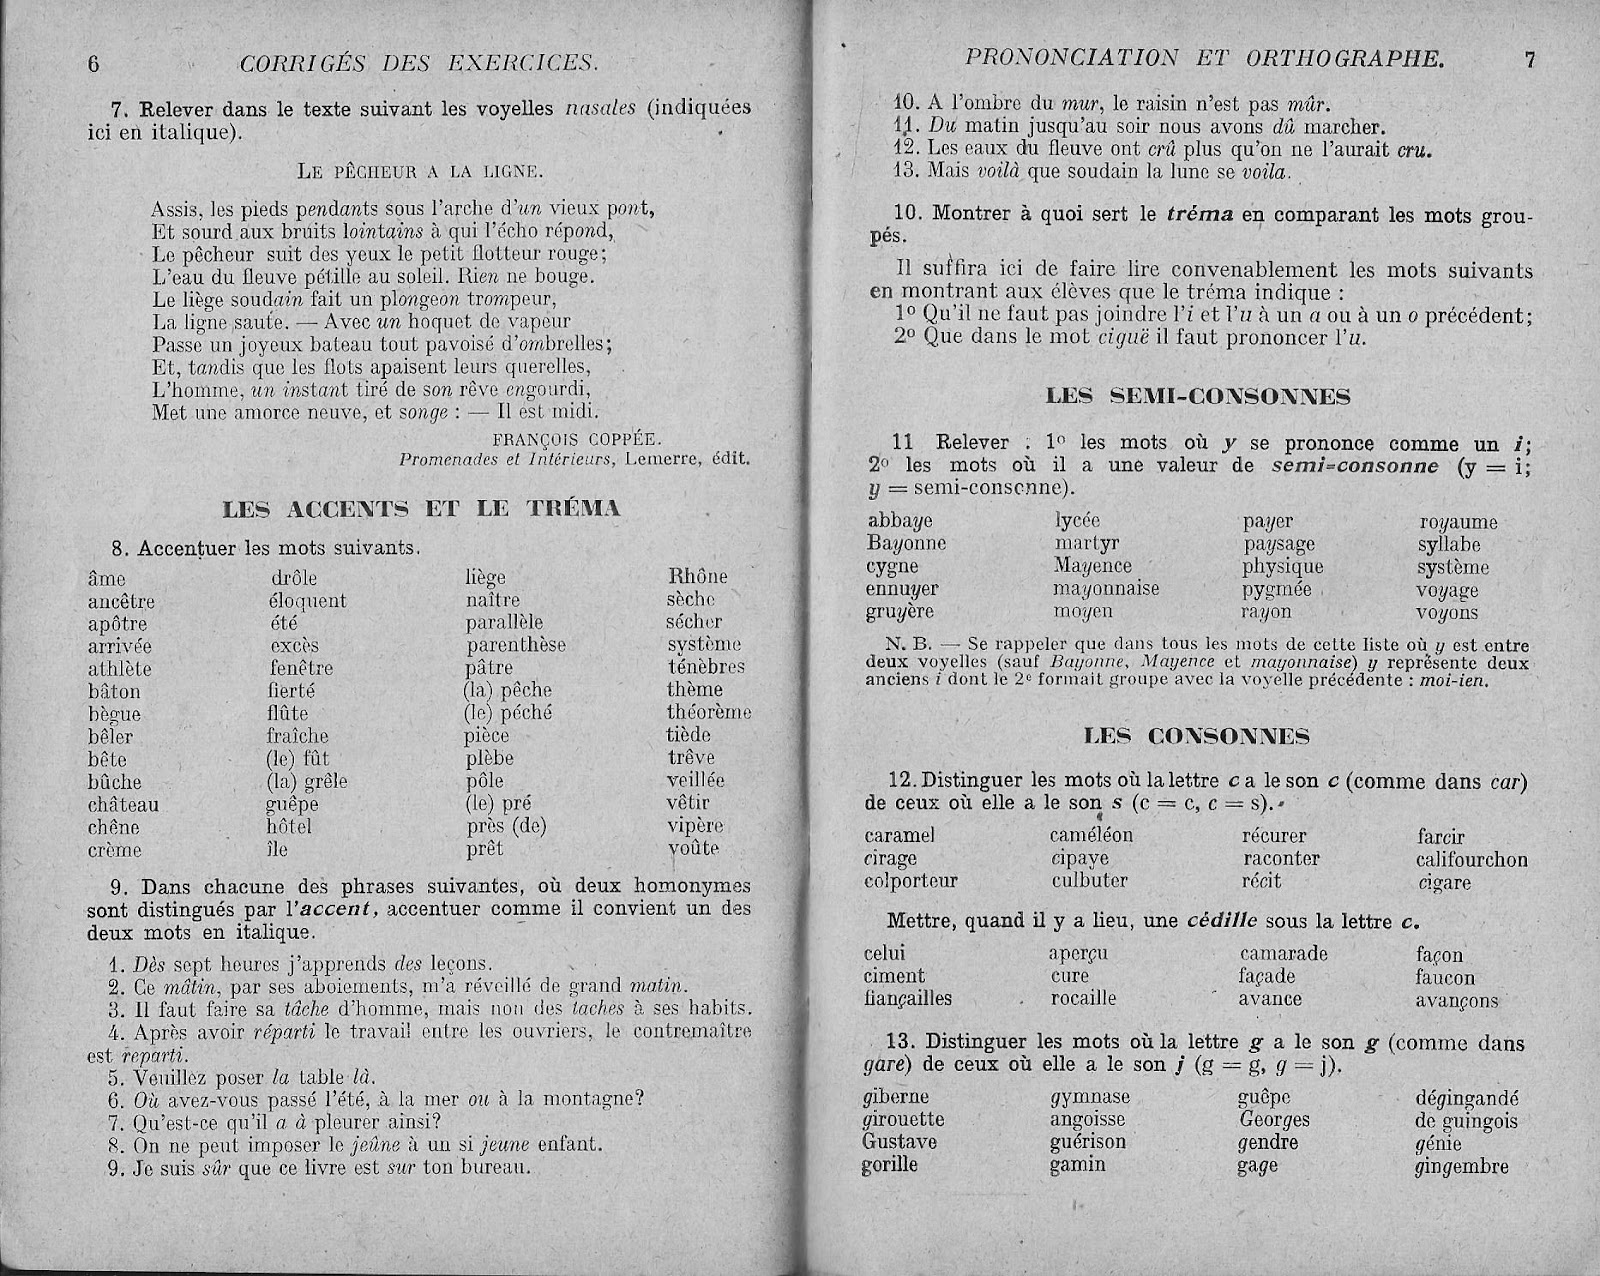 6 CORRIGÉS DES EXERCICES.
7. Relever dans le texte suivant les voyelles nasales (indiquées
ici en italique).
LE PÊCHEUR A LA LIGNE.
Assis, les pieds pendants sous l'arche d'un vieux pont,
Et sourd aux bruits lointains à qui l'écho répond,
Le pêcheur suit des yeux le petit flotteur rouge;
L'eau du fleuve pétille au soleil. Rien ne bouge.
Le liège soudain fait un plongeon trompeur,
La ligne saute. — Avec un hoquet de vapeur
Passe un joyeux bateau tout pavoisé d'ombrelles;
Et, tandis que les flots apaisent leurs querelles,
L'homme, un instant tiré de son rêve engourdi,
Met une amorce neuve, et songe : — Il est midi.
FRANÇOIS COPPÉE.
Promenades et Intérieurs, Lemerre, édit.
LES ACCENTS ET LE TRÉMA
8. Accentuer les mots suivants.
âme drôle liège Rhône
ancêtre éloquent naître sèche
apôtre été parallèle sécher
arrivée excès parenthèse système
athlète fenêtre pâtre ténèbres
bâton fierté (la) pêche thème
bègue flûte (le) péché théorème
bêler fraîche pièce tiède
bête (le) fût plèbe trêve
bûche (la) grêle pôle veillée
château guêpe (le) pré vêtir
chêne hôtel près (de) vipère
crème île prêt voûte
9. Dans chacune des phrases suivantes, où deux homonymes
sont distingués par l'accent, accentuer comme il convient un des
deux mots en italique.
1. Dès sept heures j'apprends des leçons.
2. Ce mâtin, par ses aboiements, m'a réveillé de grand matin.
3. Il faut faire sa tâche d'homme, mais non des taches à ses habits.
4. Après avoir réparti le travail entre les ouvriers, le contremaître
est reparti.
5. Veuillez poser la table là.
6. Où avez-vous passé l'été, à la mer ou à la montagne?
7. Qu'est-ce qu'il a à pleurer ainsi?
8. On ne peut imposer le jeûne à un si jeune enfant.
9. Je suis sûr que ce livre est sur ton bureau.
PRONONCIATION ET ORTHOGRAPHE. 7
10. A l'ombre du mur, le raisin n'est pas mûr.
11. Du matin jusqu'au soir nous avons dû marcher.
12. Les eaux du fleuve ont crû plus qu'on ne l'aurait cru.
13. Mais voilà que soudain la lune se voila.
10. Montrer à quoi sert le tréma en comparant les mots grou-
pés.
Il suffira ici de faire lire convenablement les mots suivants
en montrant aux élèves que le tréma indique :
1º Qu'il ne faut pas joindre l'i et l'u à un a ou à un o précédent;
2º Que dans le mot ciguë il faut prononcer l'u.
LES SEMI-CONSONNES
11 Relever : 1º les mots où y se prononce comme un i;
2º les mots où il a une valeur de semi-consonne (y = i;
y = semi-consonne).
abbaye lycée payer royaume
Bayonne martyr paysage syllabe
cygne Mayence physique système
ennuyer mayonnaise pygmée voyage
gruyère moyen rayon voyons
N. B. — Se rappeler que dans tous les mots de cette liste où y est entre
deux voyelles (sauf Bayonne, Mayence et mayonnaise) y représente deux
anciens i dont le 2e formait groupe avec la voyelle précédente : moi-ien.
LES CONSONNES
12. Distinguer les mots où la lettre c a le son c (comme dans car)
de ceux où elle a le son s (c = c, c = s).
caramel caméléon récurer farcir
cirage cipaye raconter califourchon
colporteur culbuter récit cigare
Mettre, quand il y a lieu, une cédille sous la lettre c.
celui aperçu camarade façon
ciment cure façade faucon
fiançailles rocaille avance avançons
13. Distinguer les mots où la lettre g a le son g (comme dans
gare) de ceux où elle a le son j (g = g, g = j).
giberne gymnase guêpe dégingandé
girouette angoisse Georges de guingois
Gustave guérison gendre génie
gorille gamin gage gingembre